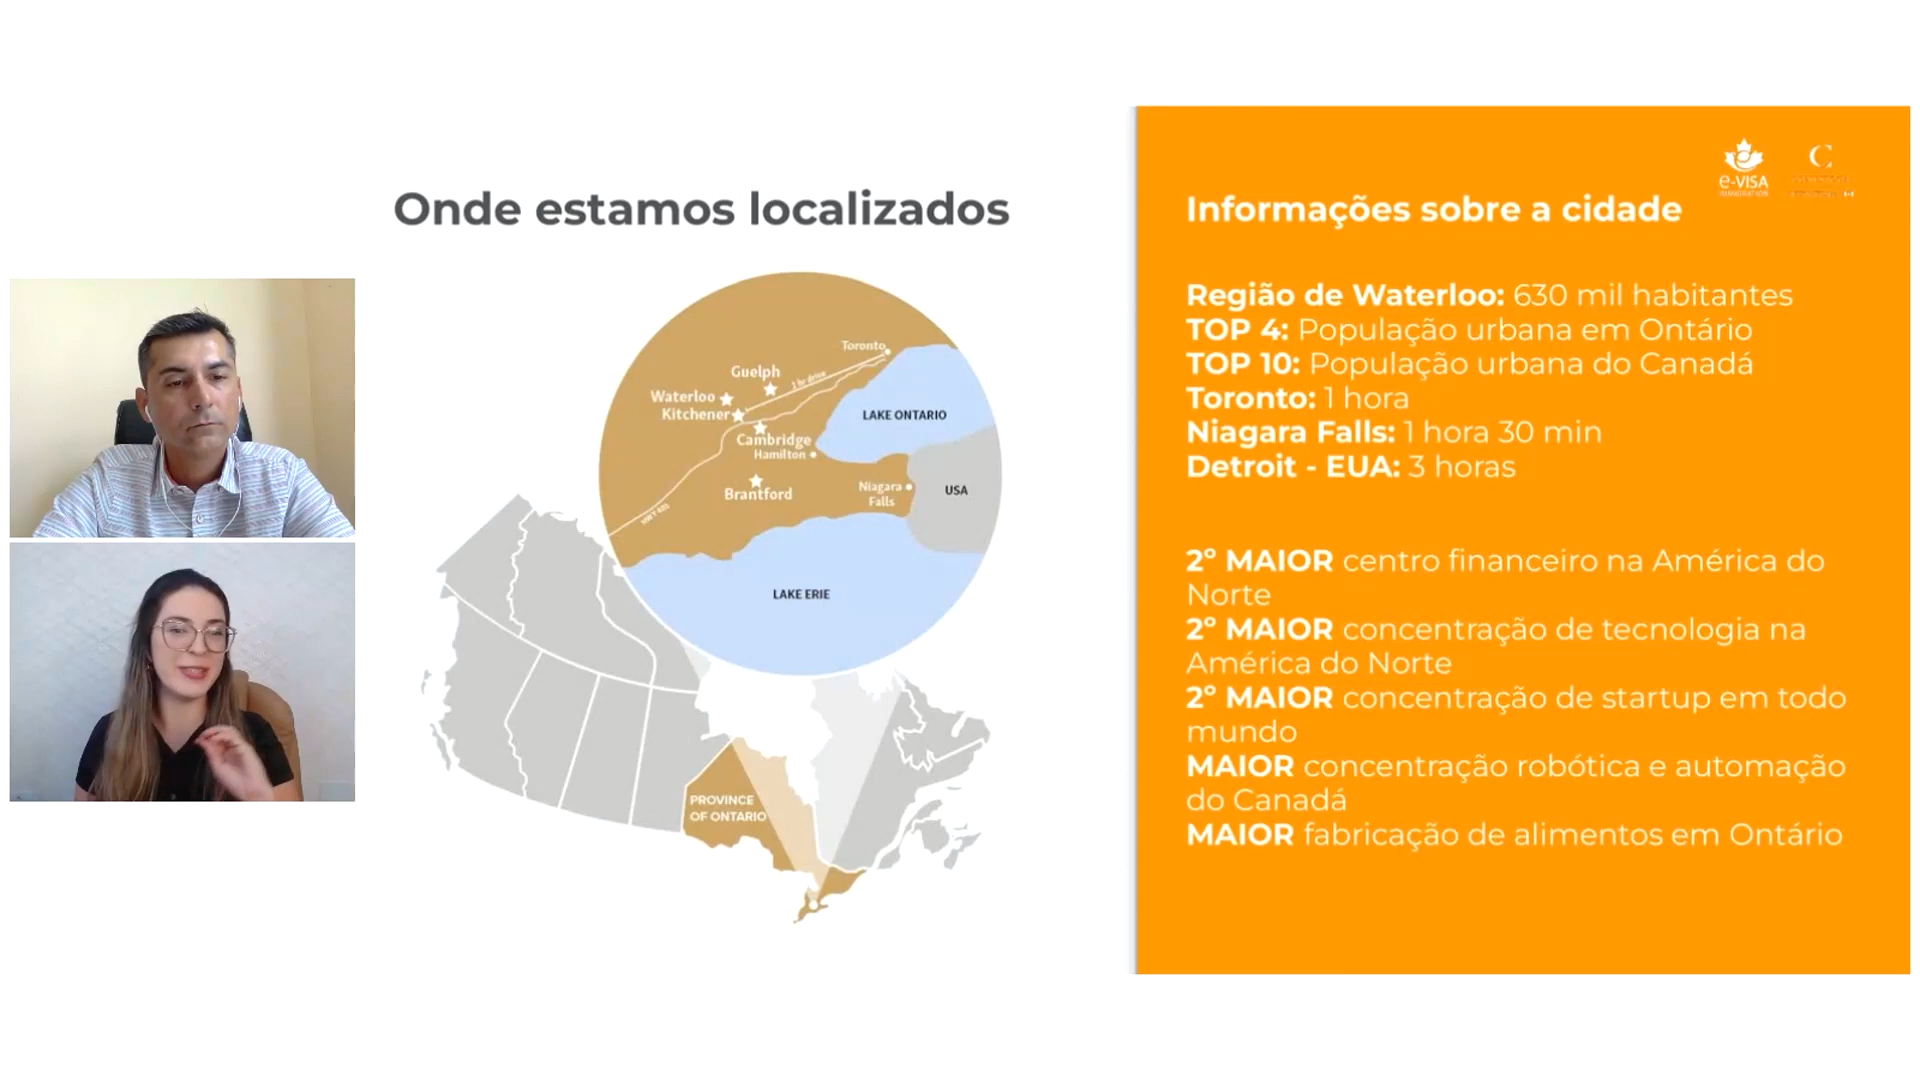 Onde estamos localizados
Toronto
Guelph
1 hr drive
Waterloo
Kitchener
LAKE ONTARIO
Cambridge
Hamilton
Brantford
Niagara
Falls
USA
HWY 401
LAKE ERIE
PROVINCE
OF ONTARIO
e-VISA
IMMIGRATION
C
Informações sobre a cidade
Região de Waterloo: 630 mil habitantes
TOP 4: População urbana em Ontário
TOP 10: População urbana do Canadá
Toronto: 1 hora
Niagara Falls: 1 hora 30 min
Detroit - EUA: 3 horas
2º MAIOR centro financeiro na América do
Norte
2º MAIOR concentração de tecnologia na
América do Norte
2º MAIOR concentração de startup em todo
mundo
MAIOR concentração robótica e automação
do Canadá
MAIOR fabricação de alimentos em Ontário